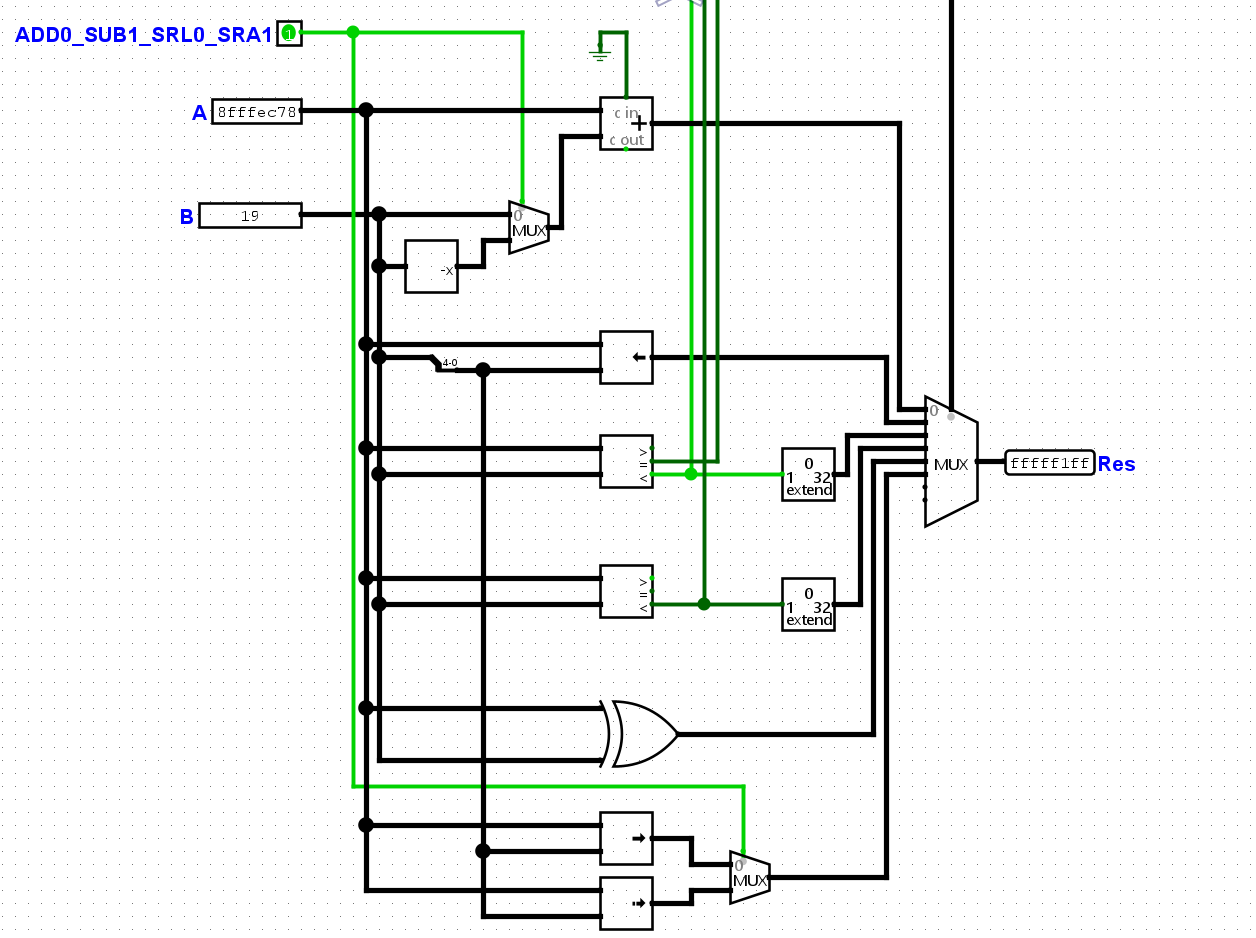 ADD0_SUB1_SRL0_SRA1 1
c in
A 8fffec78
+
c out
B 19
0
MUX
-x
4-0
>
=
<
0
1 32
extend
0
MUX
fffff1ff Res
>
=
<
0
1 32
extend
0
MUX